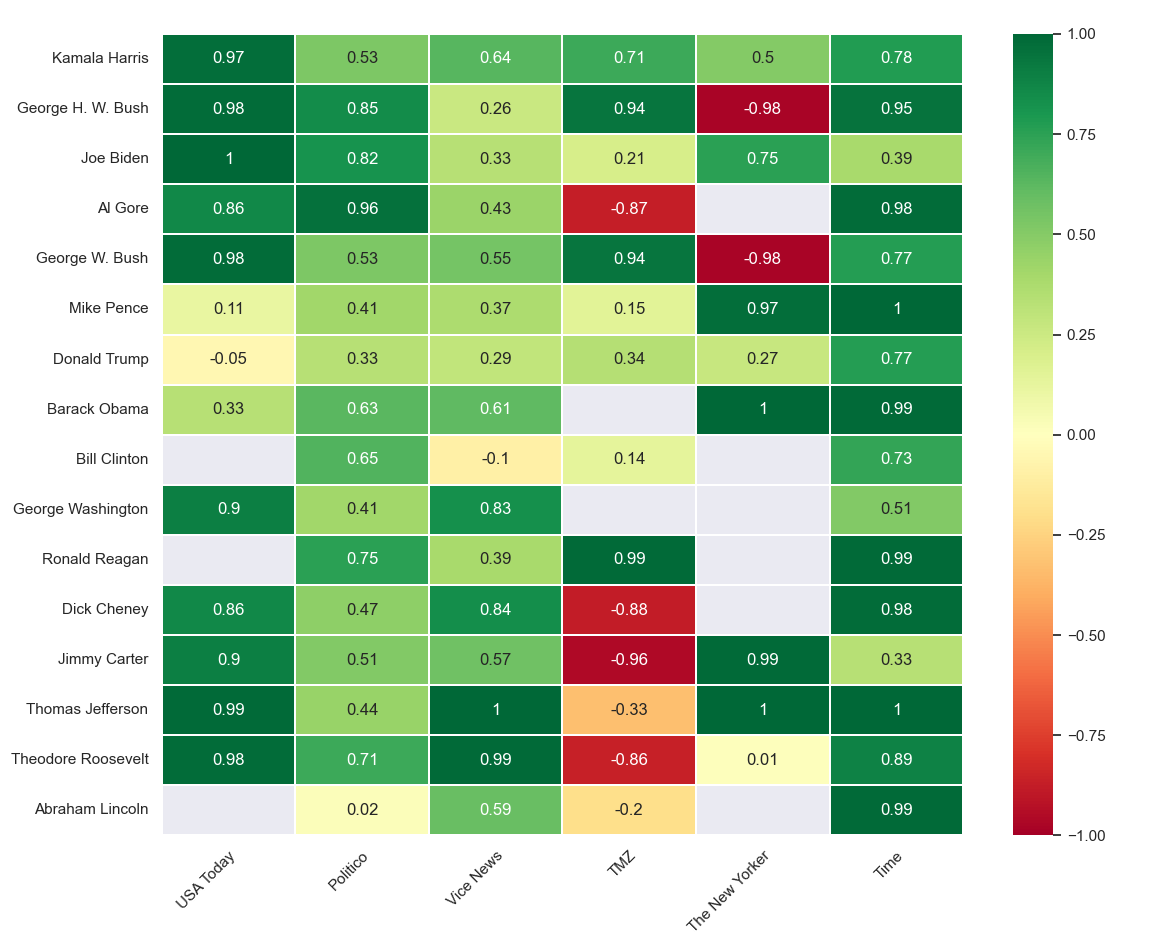 Kamala Harris 0.97 0.53 0.64 0.71 0.5 0.78
George H. W. Bush 0.98 0.85 0.26 0.94 -0.98 0.95
Joe Biden 1 0.82 0.33 0.21 0.75 0.39
Al Gore 0.86 0.96 0.43 -0.87 0.98
George W. Bush 0.98 0.53 0.55 0.94 -0.98 0.77
Mike Pence 0.11 0.41 0.37 0.15 0.97 1
Donald Trump -0.05 0.33 0.29 0.34 0.27 0.77
Barack Obama 0.33 0.63 0.61 1 0.99
Bill Clinton 0.65 -0.1 0.14 0.73
George Washington 0.9 0.41 0.83 0.51
Ronald Reagan 0.75 0.39 0.99 0.99
Dick Cheney 0.86 0.47 0.84 -0.88 0.98
Jimmy Carter 0.9 0.51 0.57 -0.96 0.99 0.33
Thomas Jefferson 0.99 0.44 1 -0.33 1 1
Theodore Roosevelt 0.98 0.71 0.99 -0.86 0.01 0.89
Abraham Lincoln 0.02 0.59 -0.2 0.99
USA Today Politico Vice News TMZ The New Yorker Time
1.00
0.75
0.50
0.25
0.00
−0.25
−0.50
−0.75
−1.00